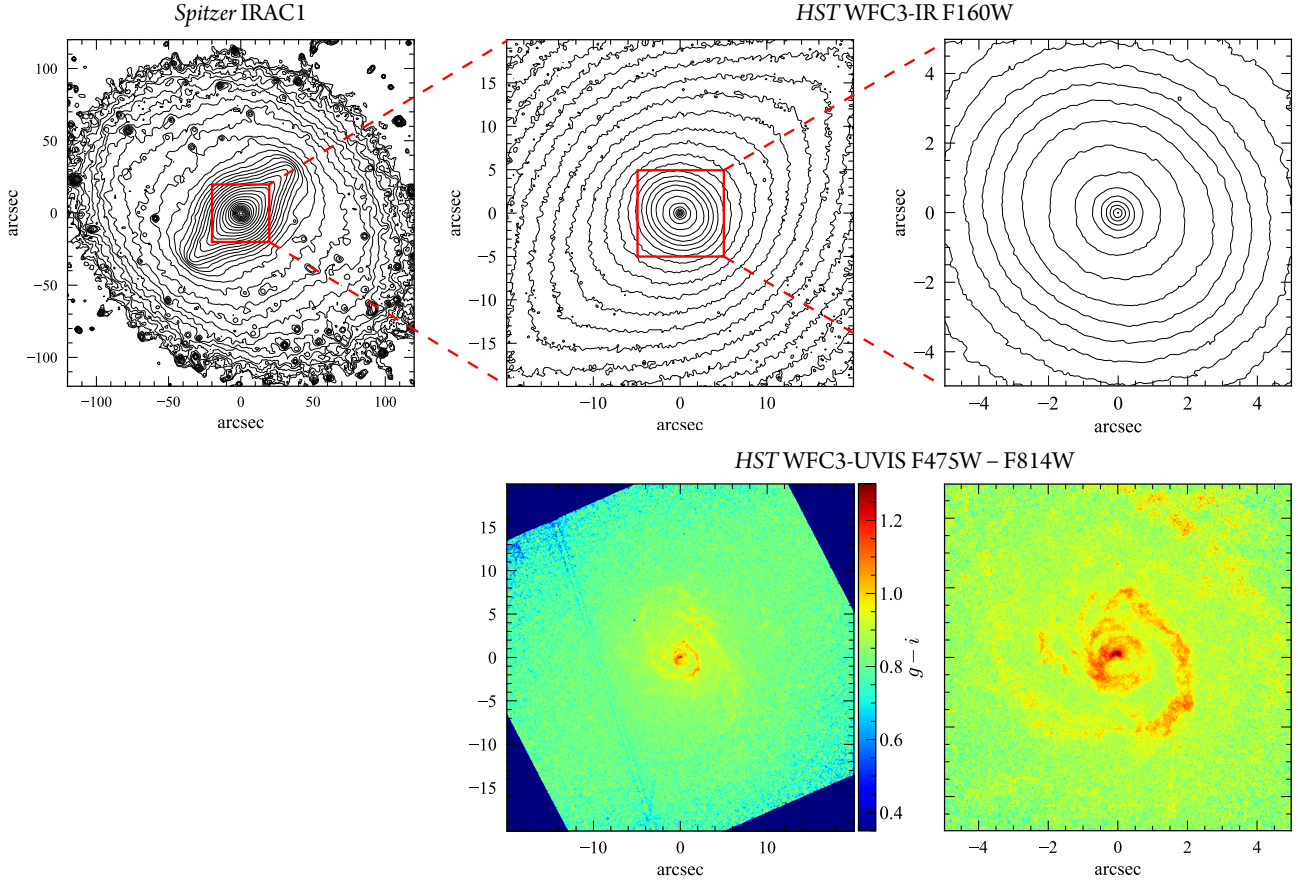 Spitzer IRAC1
HST WFC3-IR F160W
100
50
0
−50
−100
arcsec
−100 −50 0 50 100
arcsec
15
10
5
0
−5
−10
−15
arcsec
−10 0 10
arcsec
4
2
0
−2
−4
−4 −2 0 2 4
arcsec
HST WFC3-UVIS F475W – F814W
15
10
5
0
−5
−10
−15
−10 0 10
arcsec
1.2
1.0
0.8
0.6
0.4
g − i
−4 −2 0 2 4
arcsec